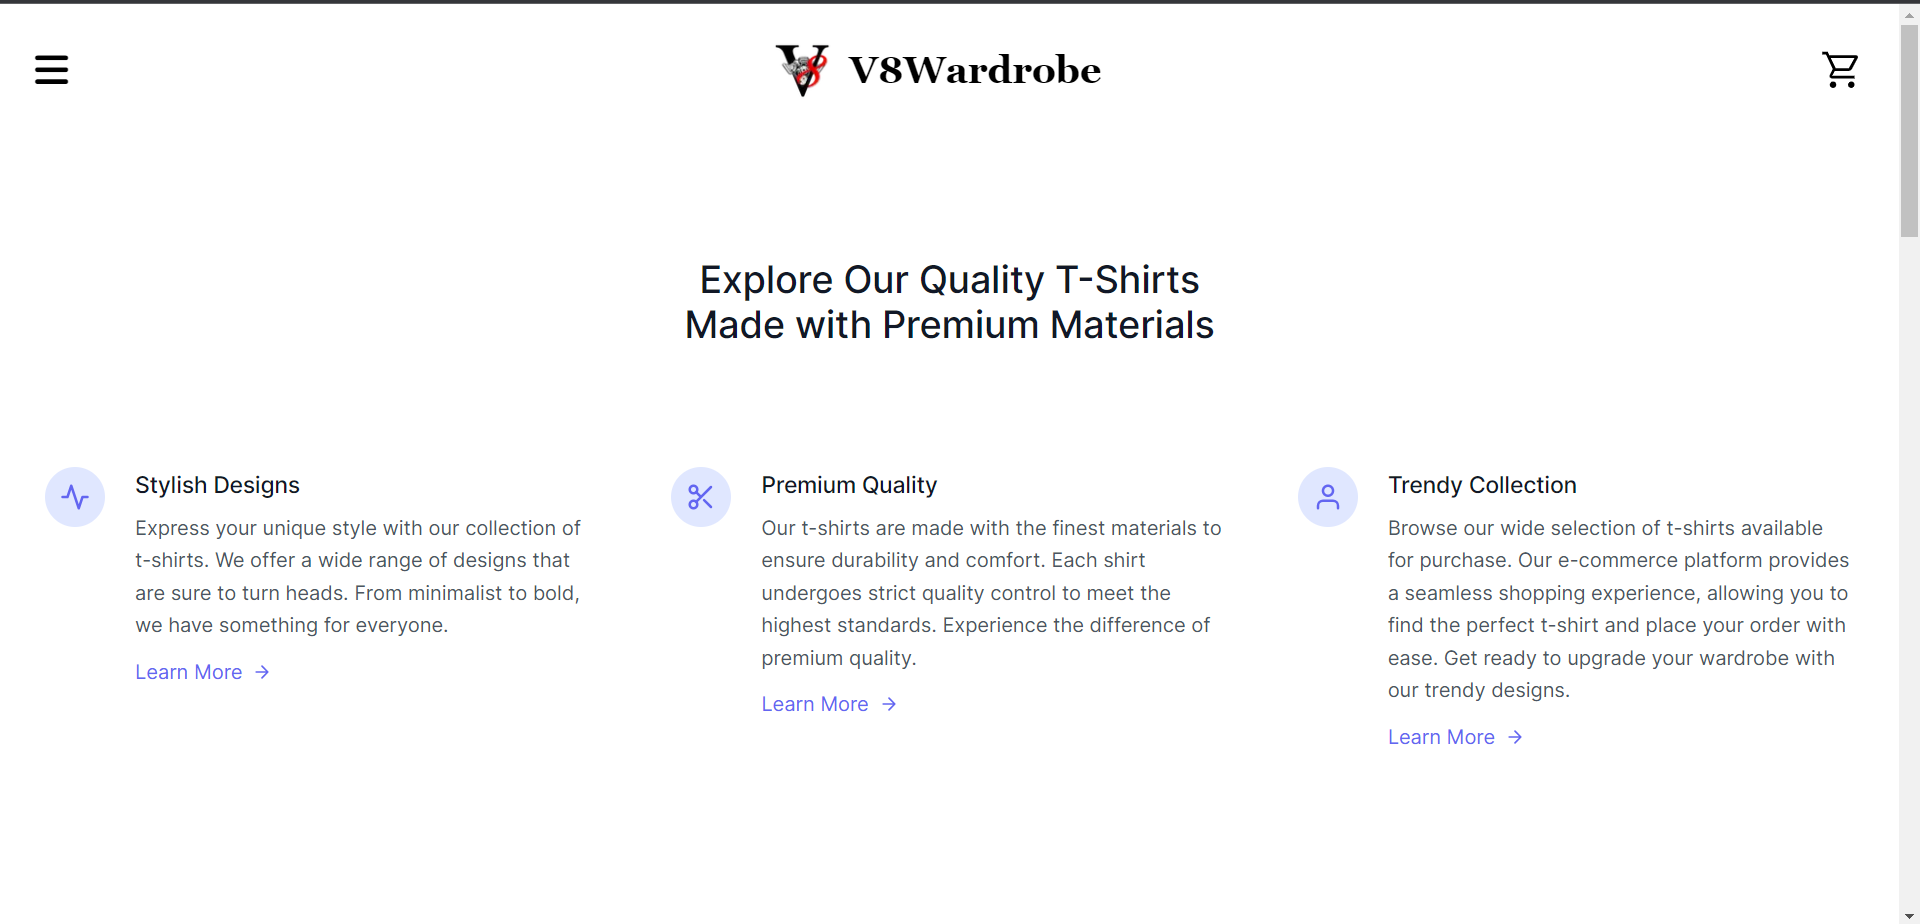 V8 V8Wardrobe
Explore Our Quality T-Shirts
Made with Premium Materials
Stylish Designs
Express your unique style with our collection of
t-shirts. We offer a wide range of designs that
are sure to turn heads. From minimalist to bold,
we have something for everyone.
Learn More →
Premium Quality
Our t-shirts are made with the finest materials to
ensure durability and comfort. Each shirt
undergoes strict quality control to meet the
highest standards. Experience the difference of
premium quality.
Learn More →
Trendy Collection
Browse our wide selection of t-shirts available
for purchase. Our e-commerce platform provides
a seamless shopping experience, allowing you to
find the perfect t-shirt and place your order with
ease. Get ready to upgrade your wardrobe with
our trendy designs.
Learn More →